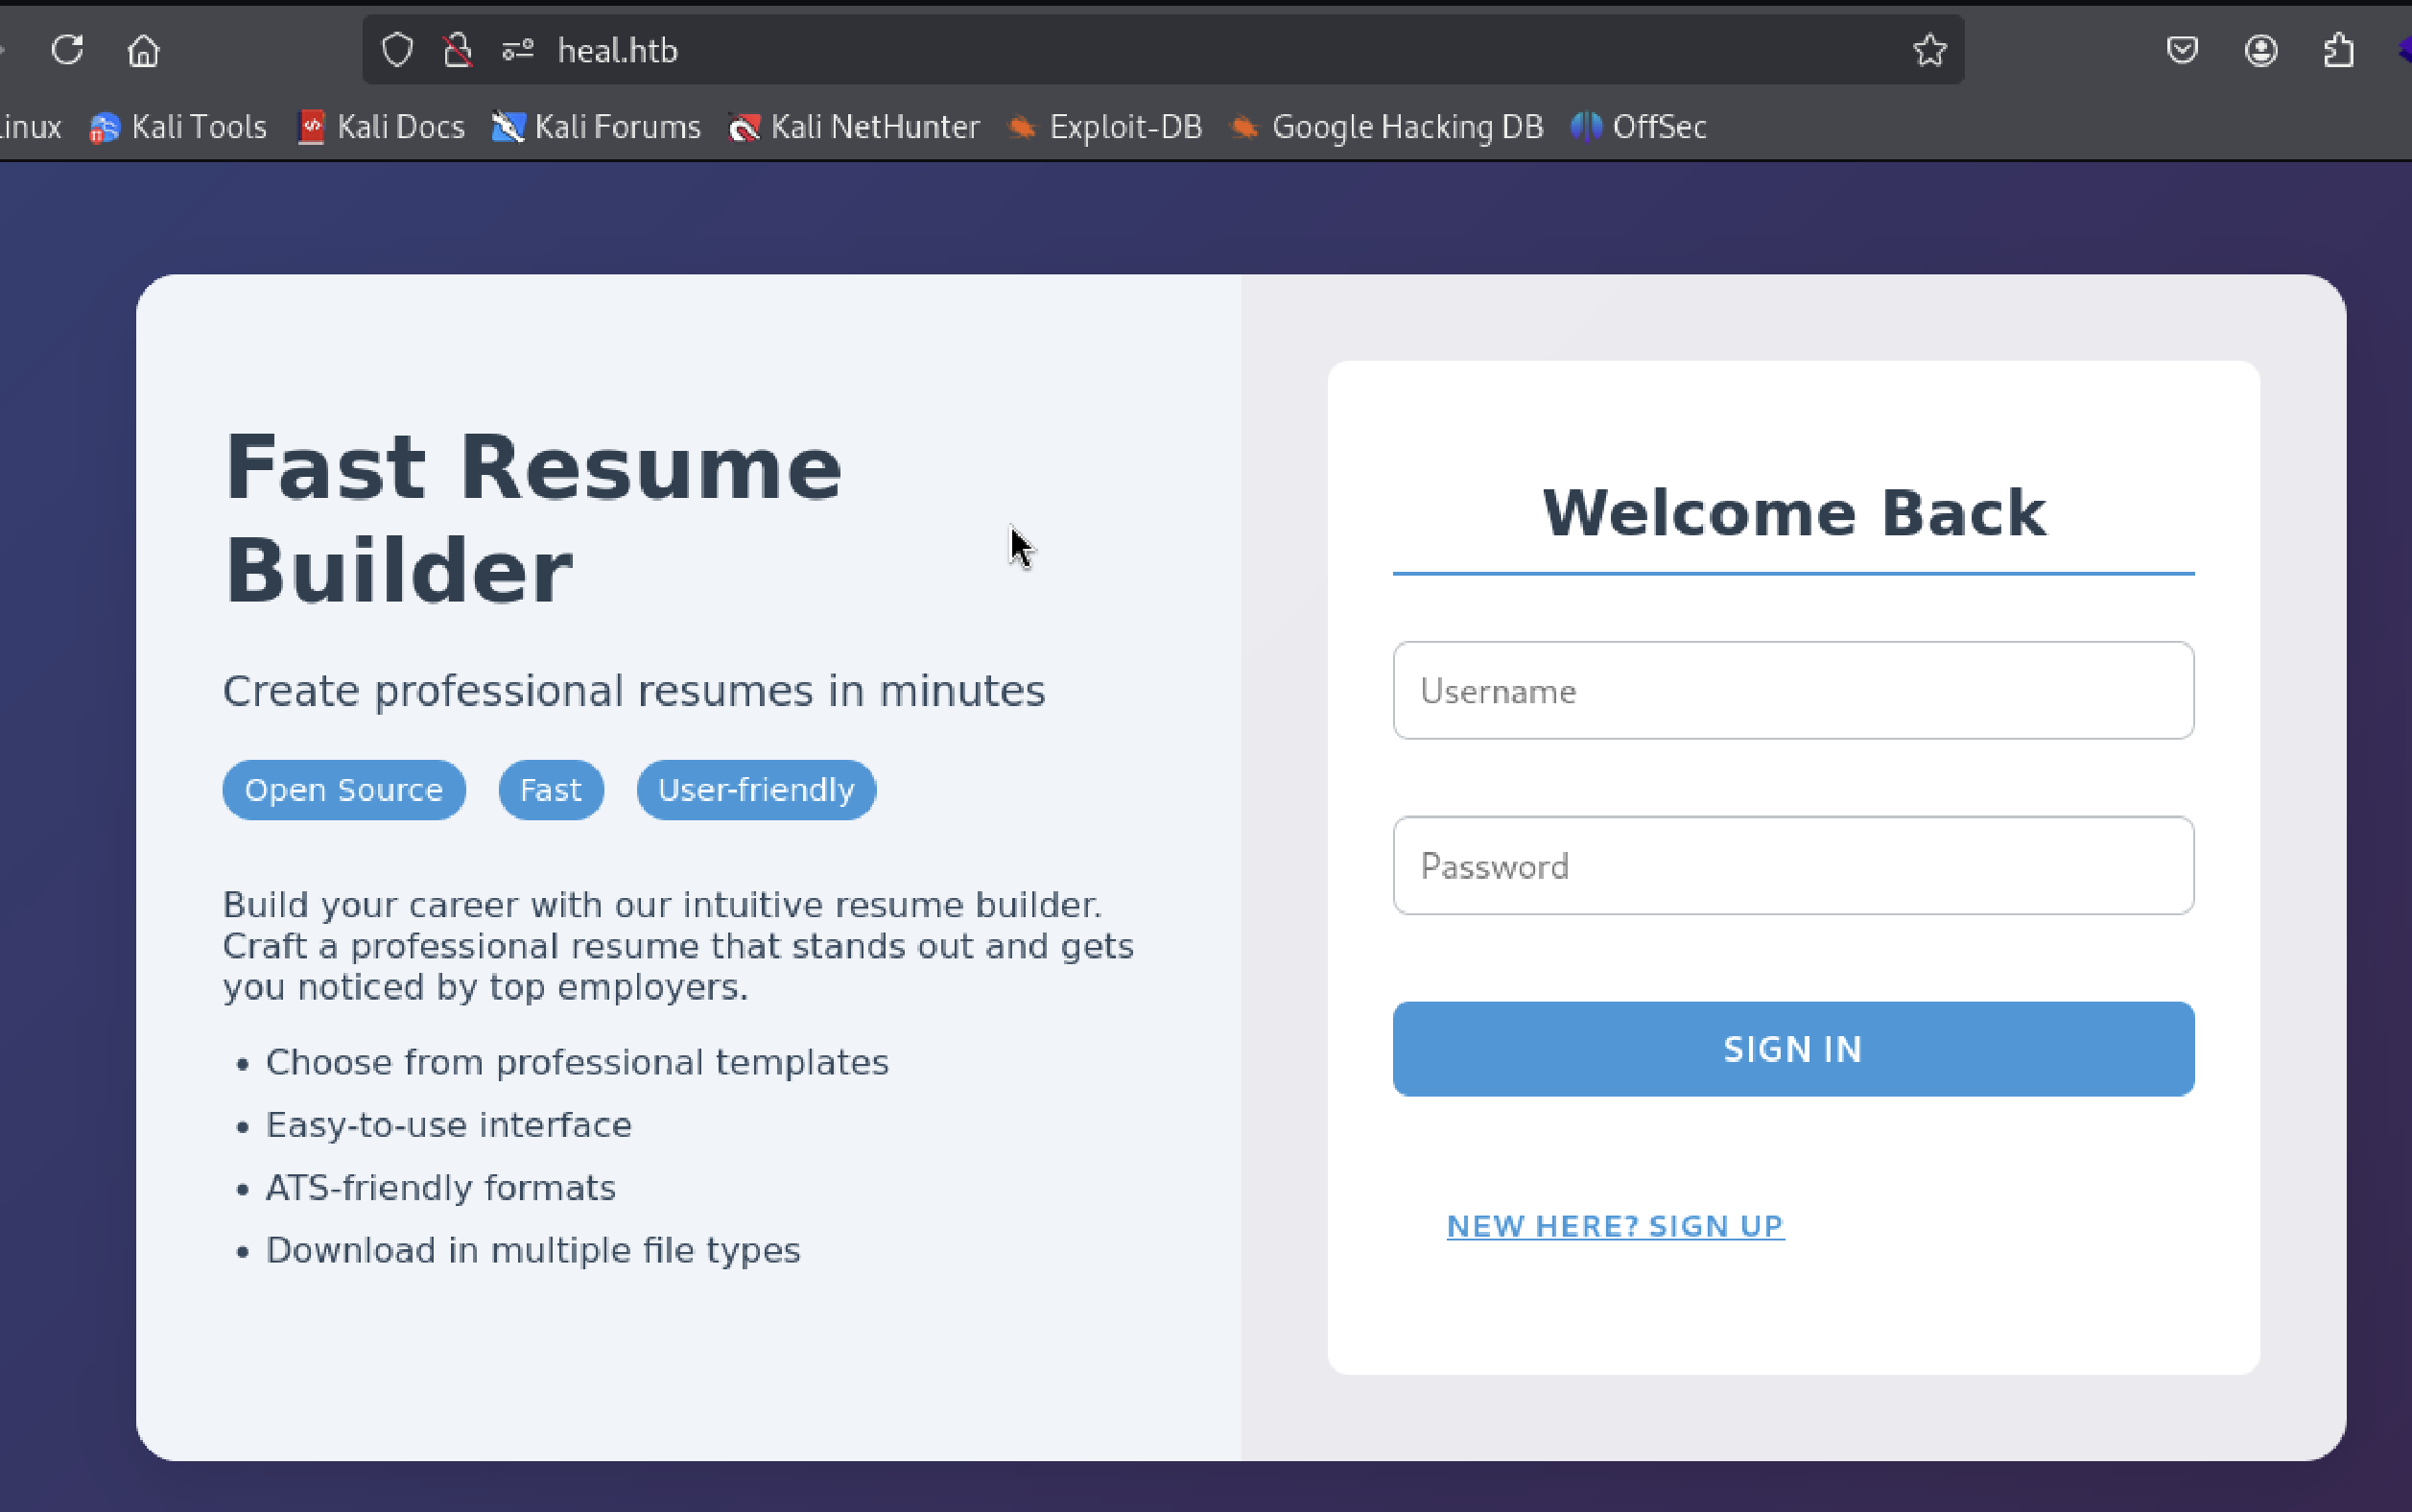 heal.htb
inux Kali Tools Kali Docs Kali Forums Kali NetHunter Exploit-DB Google Hacking DB OffSec
Fast Resume
Builder
Create professional resumes in minutes
Open Source Fast User-friendly
Build your career with our intuitive resume builder.
Craft a professional resume that stands out and gets
you noticed by top employers.
• Choose from professional templates
• Easy-to-use interface
• ATS-friendly formats
• Download in multiple file types
Welcome Back
Username
Password
SIGN IN
NEW HERE? SIGN UP